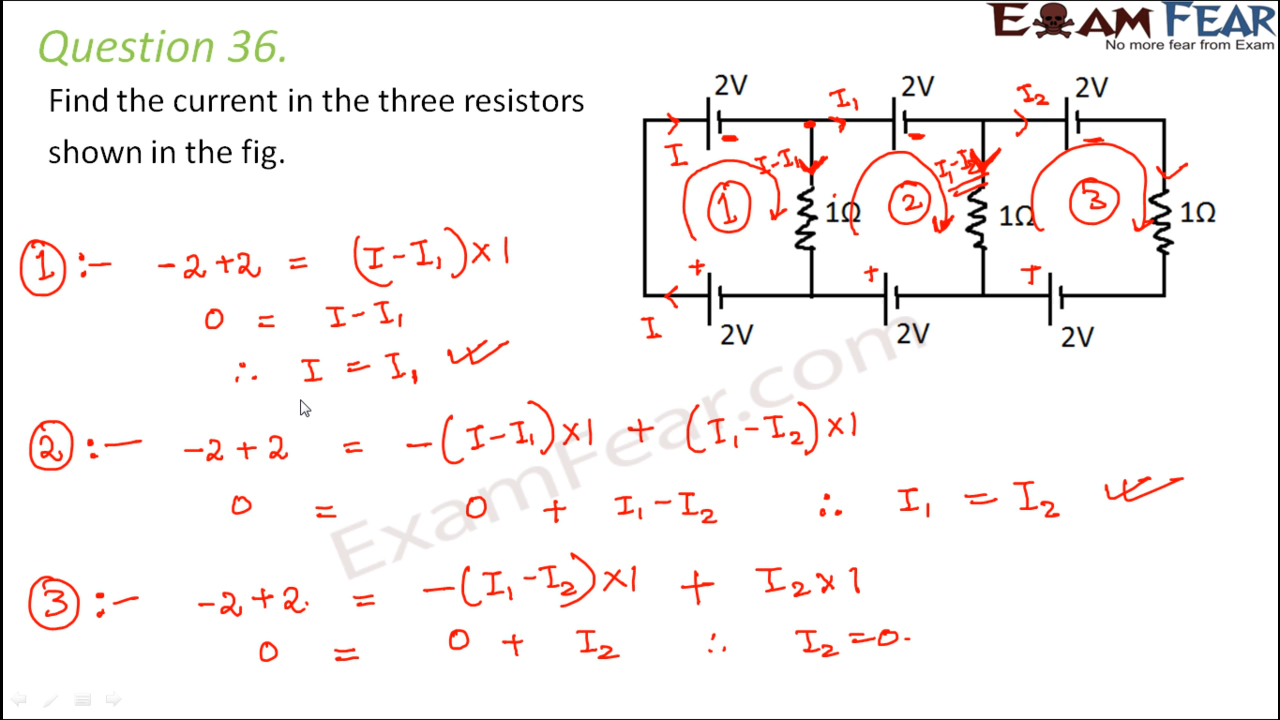 Question 36.
EXAM FEAR
No more fear from Exam
Find the current in the three resistors
shown in the fig.
2V I₁ 2V I₂ 2V
I - - -
I-I₁ I₁-I₂
1 1Ω 2 1Ω 3 1Ω
+ + +
I 2V 2V 2V
1 :- -2+2 = (I-I₁)×1
0 = I-I₁
∴ I = I₁
2 :- -2+2 = -(I-I₁)×1 + (I₁-I₂)×1
0 = 0 + I₁-I₂ ∴ I₁ = I₂
3 :- -2+2. = -(I₁-I₂)×1 + I₂×1
0 = 0 + I₂ ∴ I₂=0.
ExamFear.com